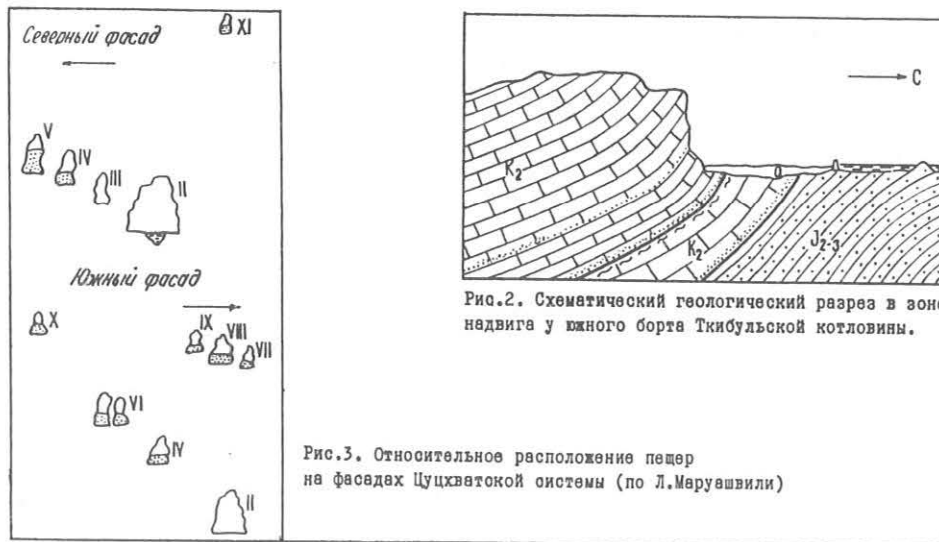 Северный фасад
XI
V
IV
III
II
Южный фасад
X
IX
VIII
VII
VI
IV
II
С
K2
K2
J2-3
Рис.2. Схематический геологический разрез в зоне
надвига у южного борта Ткибульской котловины.
Рис.3. Относительное расположение пещер
на фасадах Цуцхватской системы (по Л.Маруашвили)